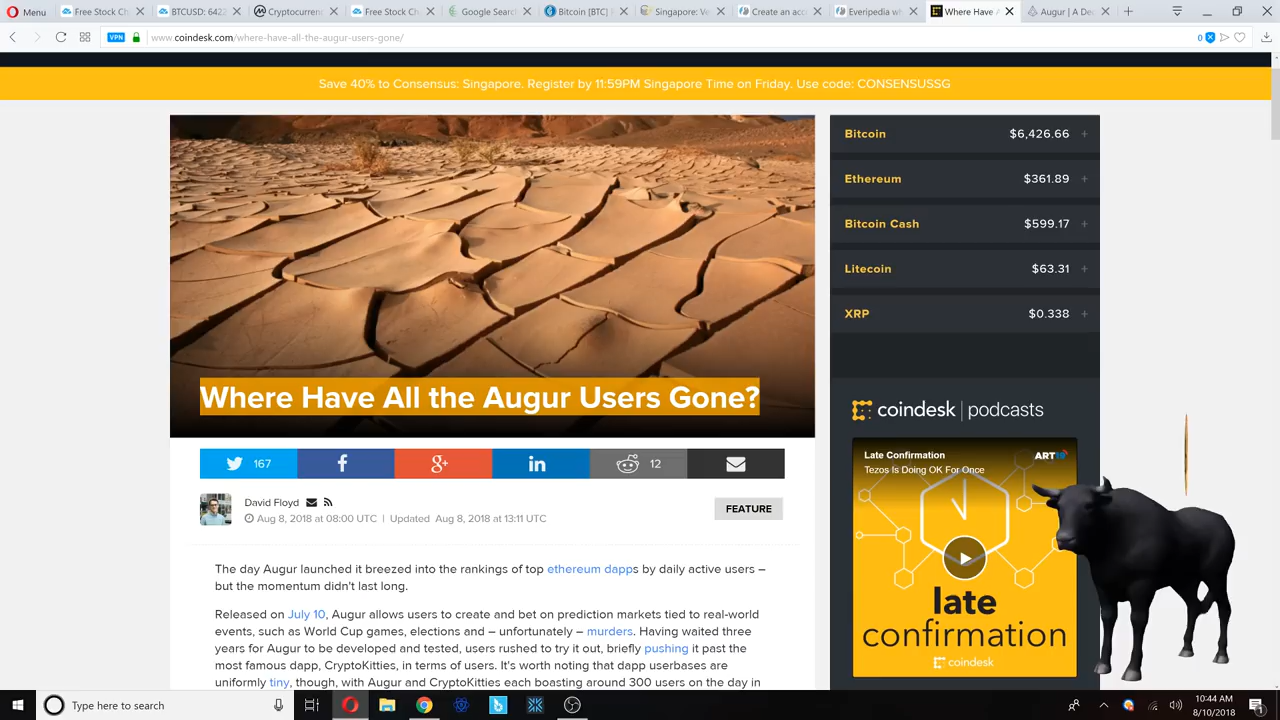 Menu
Free Stock Ch
BTCUSD: 6422
Cryptocurrenc
Free Stock Ch
Google Search
Bitcoin [BTC]
Singapore: Ve
Create an acc
Everipedia wh
Where Have A
Augur | A Dec
VPN
www.coindesk.com/where-have-all-the-augur-users-gone/
0
Save 40% to Consensus: Singapore. Register by 11:59PM Singapore Time on Friday. Use code: CONSENSUSSG
Where Have All the Augur Users Gone?
167
12
David Floyd
Aug 8, 2018 at 08:00 UTC | Updated Aug 8, 2018 at 13:11 UTC
FEATURE
The day Augur launched it breezed into the rankings of top ethereum dapps by daily active users –
but the momentum didn't last long.
Released on July 10, Augur allows users to create and bet on prediction markets tied to real-world
events, such as World Cup games, elections and – unfortunately – murders. Having waited three
years for Augur to be developed and tested, users rushed to try it out, briefly pushing it past the
most famous dapp, CryptoKitties, in terms of users. It's worth noting that dapp userbases are
uniformly tiny, though, with Augur and CryptoKitties each boasting around 300 users on the day in
Bitcoin $6,426.66 +
Ethereum $361.89 +
Bitcoin Cash $599.17 +
Litecoin $63.31 +
XRP $0.338 +
coindesk | podcasts
Late Confirmation
Tezos Is Doing OK For Once
ART19
late
confirmation
coindesk
Type here to search
10:44 AM
8/10/2018